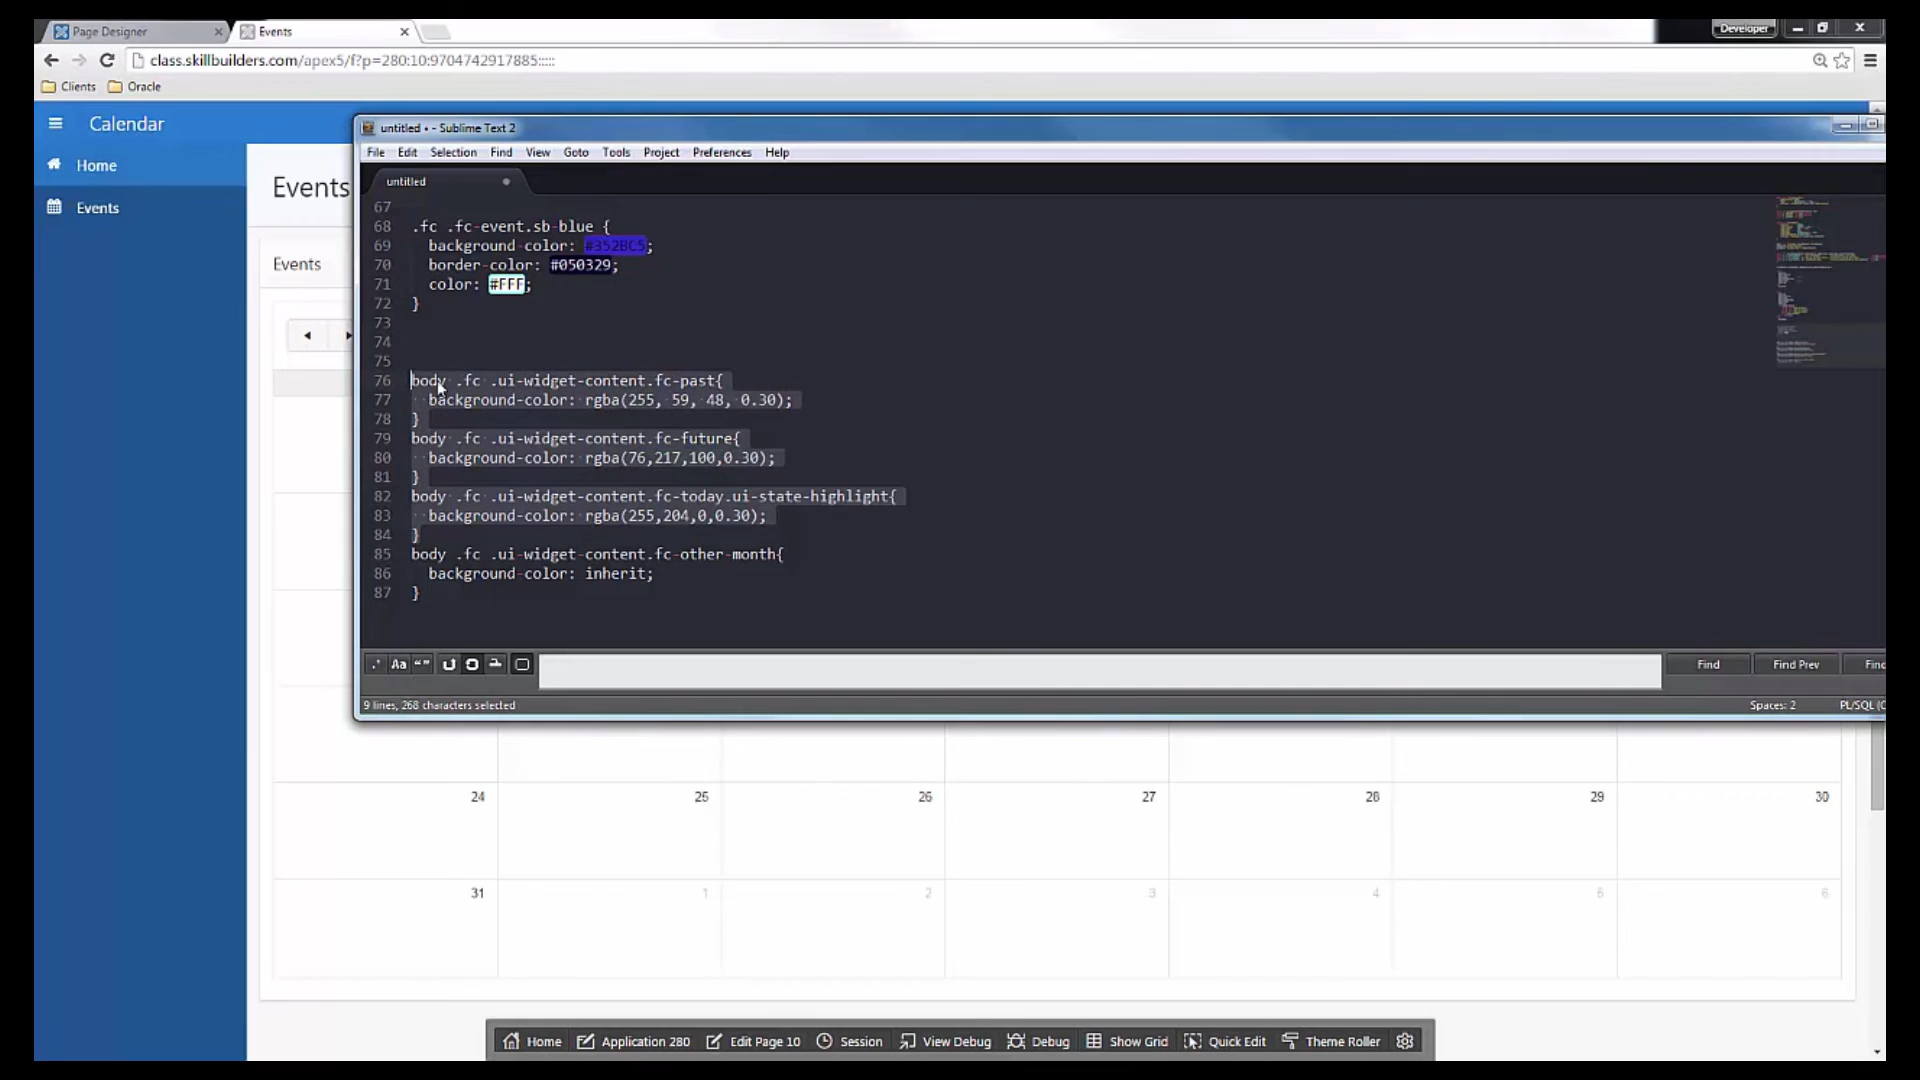 Page Designer
Events
Developer
class.skillbuilders.com/apex5/f?p=280:10:9704742917885:::::
Clients
Oracle
Calendar
Home
Events
Events
Events
untitled • - Sublime Text 2
File Edit Selection Find View Goto Tools Project Preferences Help
untitled
67
68 .fc .fc-event.sb-blue {
69 background-color: #352BC5;
70 border-color: #050329;
71 color: #FFF;
72 }
73
74
75
76 body .fc .ui-widget-content.fc-past{
77 background-color: rgba(255, 59, 48, 0.30);
78 }
79 body .fc .ui-widget-content.fc-future{
80 background-color: rgba(76,217,100,0.30);
81 }
82 body .fc .ui-widget-content.fc-today.ui-state-highlight{
83 background-color: rgba(255,204,0,0.30);
84 }
85 body .fc .ui-widget-content.fc-other-month{
86 background-color: inherit;
87 }
.* Aa “”
Find
Find Prev
Finc
9 lines, 268 characters selected
Spaces: 2
PL/SQL (O
24 25 26 27 28 29 30
31 1 2 3 4 5 6
Home Application 280 Edit Page 10 Session View Debug Debug Show Grid Quick Edit Theme Roller